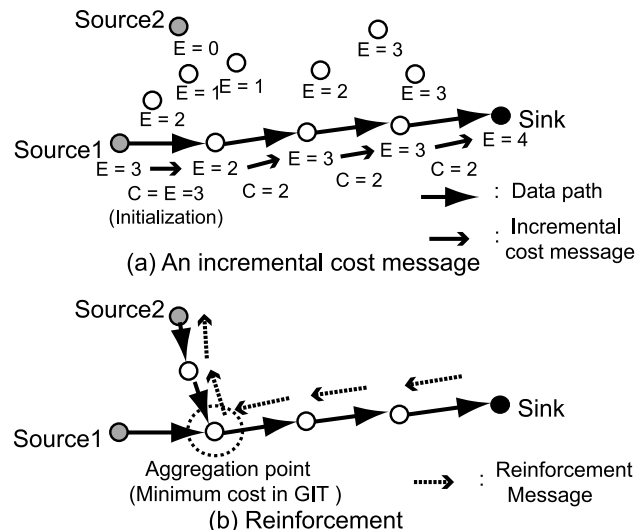 Source2
E = 0
E = 3
E = 1
E = 1
E = 2
E = 3
E = 2
Sink
Source1
E = 3
E = 2
E = 3
E = 3
E = 4
C = E =3
C = 2
C = 2
C = 2
(Initialization)
: Data path
: Incremental
cost message
(a) An incremental cost message
Source2
Sink
Source1
Aggregation point
(Minimum cost in GIT )
: Reinforcement
Message
(b) Reinforcement